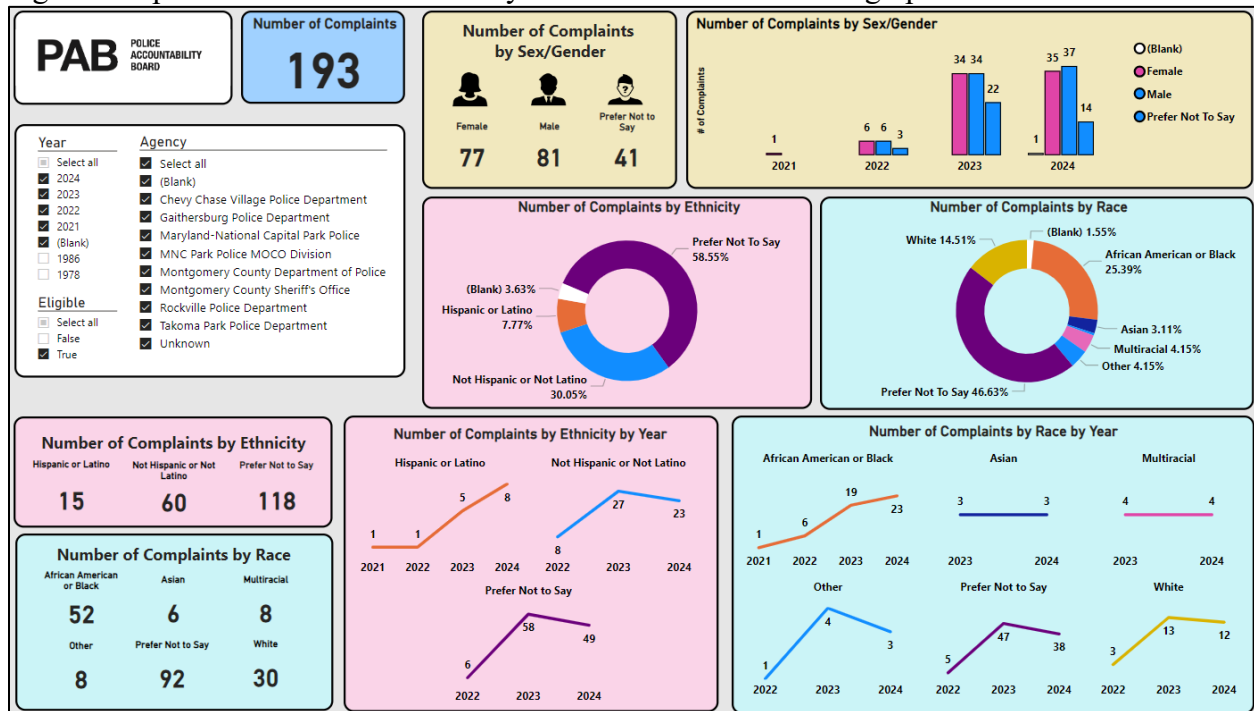 PAB POLICE
ACCOUNTABILITY
BOARD
Number of Complaints
193
Year
Select all
2024
2023
2022
2021
(Blank)
1986
1978
Eligible
Select all
False
True
Agency
Select all
(Blank)
Chevy Chase Village Police Department
Gaithersburg Police Department
Maryland-National Capital Park Police
MNC Park Police MOCO Division
Montgomery County Department of Police
Montgomery County Sheriff's Office
Rockville Police Department
Takoma Park Police Department
Unknown
Number of Complaints
by Sex/Gender
Female
Male
Prefer Not to
Say
77
81
41
Number of Complaints by Sex/Gender
# of Complaints
1
6 6
3
34 34
22
1
35 37
14
2021
2022
2023
2024
(Blank)
Female
Male
Prefer Not To Say
Number of Complaints by Ethnicity
Prefer Not To Say
58.55%
(Blank) 3.63%
Hispanic or Latino
7.77%
Not Hispanic or Not Latino
30.05%
Number of Complaints by Race
(Blank) 1.55%
White 14.51%
African American or Black
25.39%
Asian 3.11%
Multiracial 4.15%
Other 4.15%
Prefer Not To Say 46.63%
Number of Complaints by Ethnicity
Hispanic or Latino
Not Hispanic or Not
Latino
Prefer Not to Say
15
60
118
Number of Complaints by Race
African American
or Black
Asian
Multiracial
52
6
8
Other
Prefer Not to Say
White
8
92
30
Number of Complaints by Ethnicity by Year
Hispanic or Latino
1
1
5
8
2021 2022 2023 2024
Not Hispanic or Not Latino
8
27
23
2022 2023 2024
Prefer Not to Say
6
58
49
2022 2023 2024
Number of Complaints by Race by Year
African American or Black
1
6
19
23
2021 2022 2023 2024
Asian
3 3
2023 2024
Multiracial
4 4
2023 2024
Other
1
4
3
2022 2023 2024
Prefer Not to Say
5
47
38
2022 2023 2024
White
3
13
12
2022 2023 2024